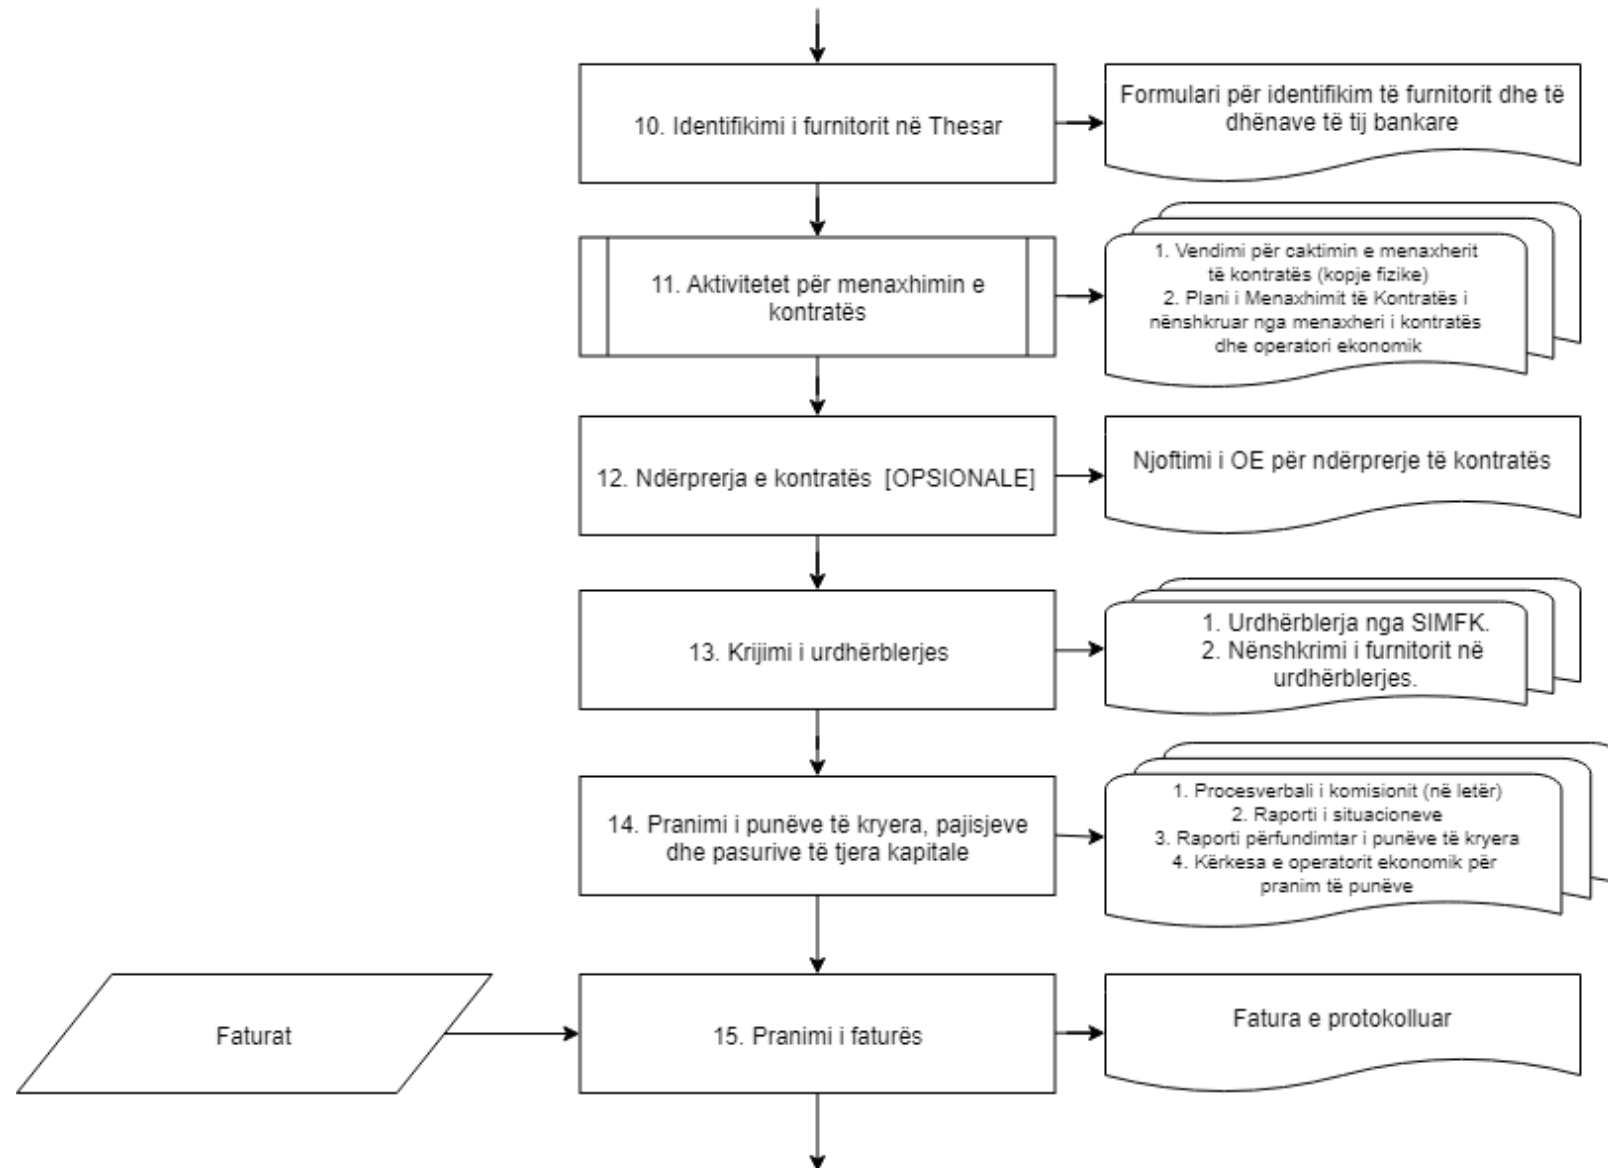 10. Identifikimi i furnitorit në Thesar
Formulari për identifikim të furnitorit dhe të
dhënave të tij bankare
11. Aktivitetet për menaxhimin e
kontratës
1. Vendimi për caktimin e menaxherit
të kontratës (kopje fizike)
2. Plani i Menaxhimit të Kontratës i
nënshkruar nga menaxheri i kontratës
dhe operatori ekonomik
12. Ndërprerja e kontratës [OPSIONALE]
Njoftimi i OE për ndërprerje të kontratës
13. Krijimi i urdhërblerjes
1. Urdhërblerja nga SIMFK.
2. Nënshkrimi i furnitorit në
urdhërblerjes.
14. Pranimi i punëve të kryera, pajisjeve
dhe pasurive të tjera kapitale
1. Procesverbali i komisionit (në letër)
2. Raporti i situacioneve
3. Raporti përfundimtar i punëve të kryera
4. Kërkesa e operatorit ekonomik për
pranim të punëve
Faturat
15. Pranimi i faturës
Fatura e protokolluar